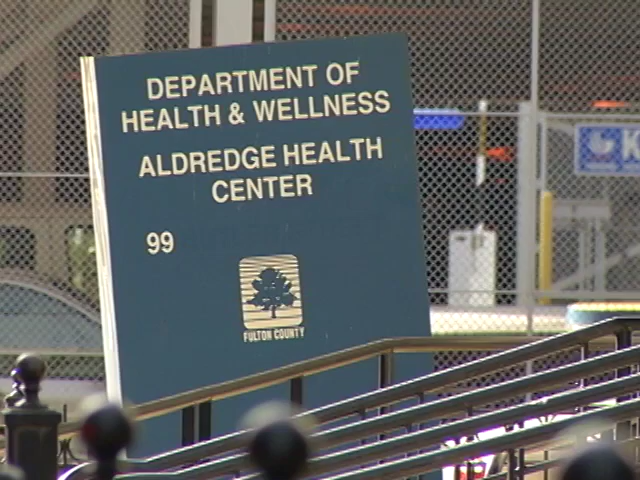 DEPARTMENT OF
HEALTH & WELLNESS
ALDREDGE HEALTH
CENTER
99
FULTON COUNTY
K